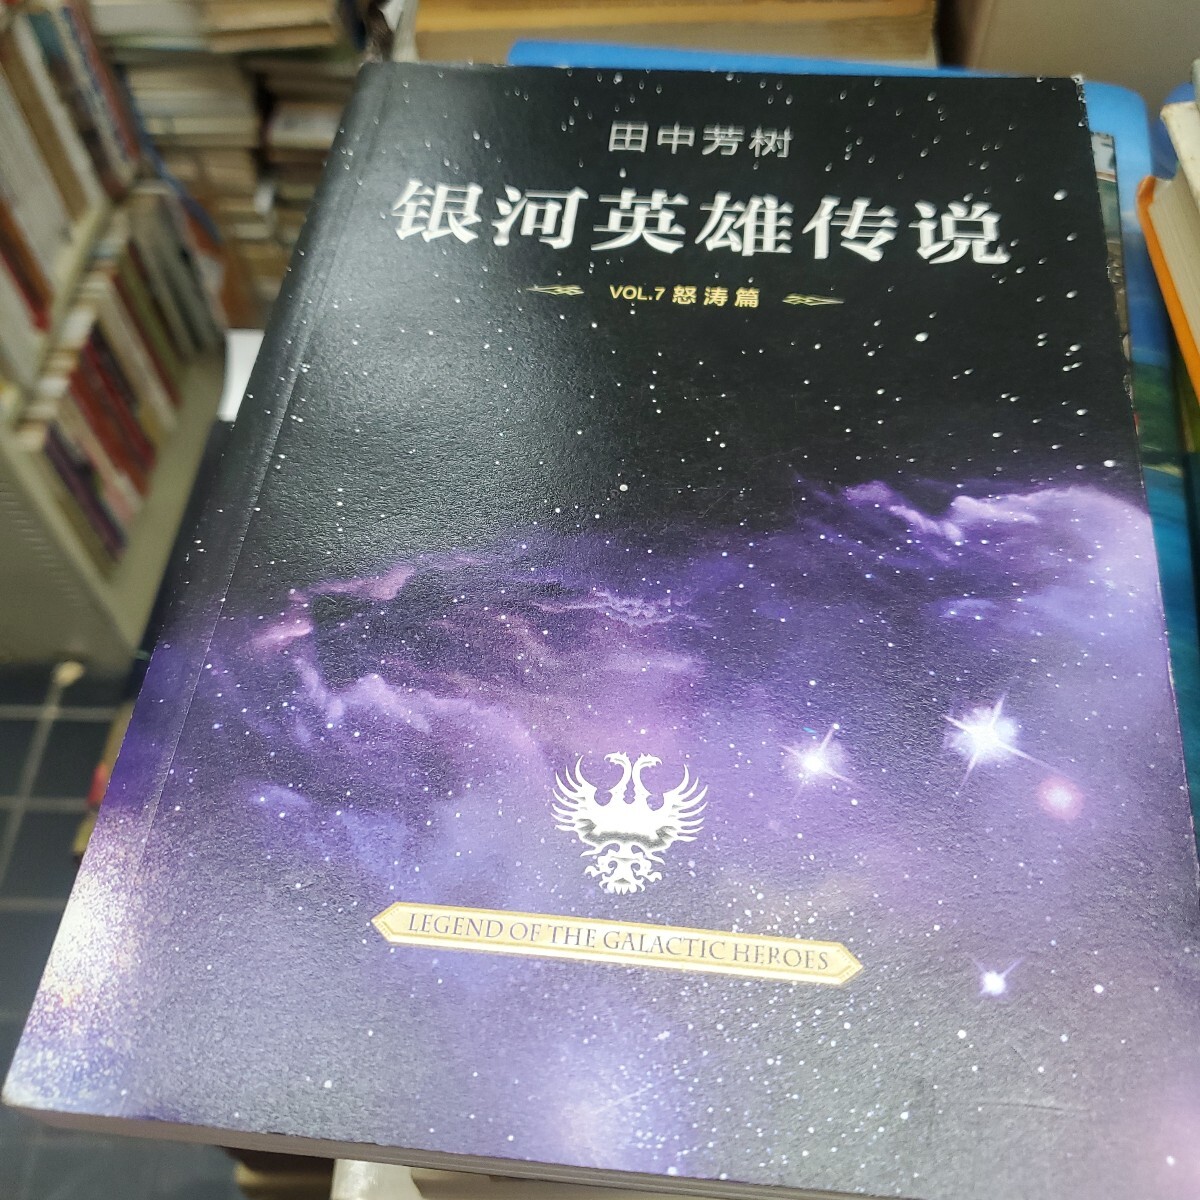 田中芳树
银河英雄传说
VOL.7 怒涛篇
LEGEND OF THE GALACTIC HEROES